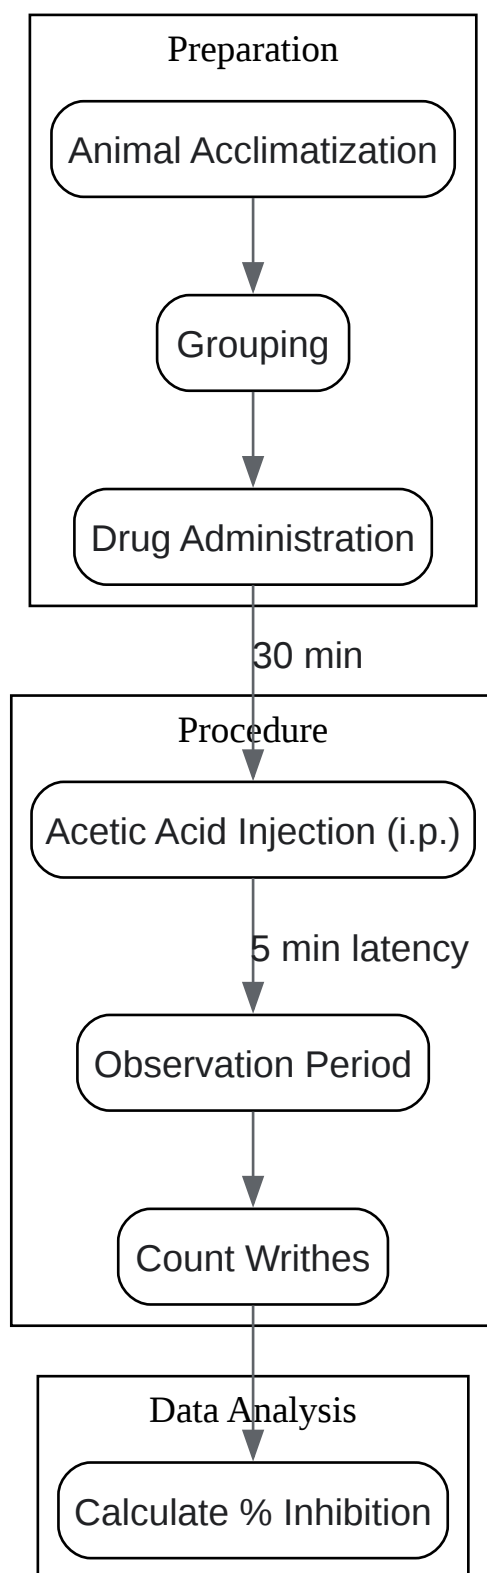 Preparation
Animal Acclimatization
Grouping
Drug Administration
30 min
Procedure
Acetic Acid Injection (i.p.)
5 min latency
Observation Period
Count Writhes
Data Analysis
Calculate % Inhibition